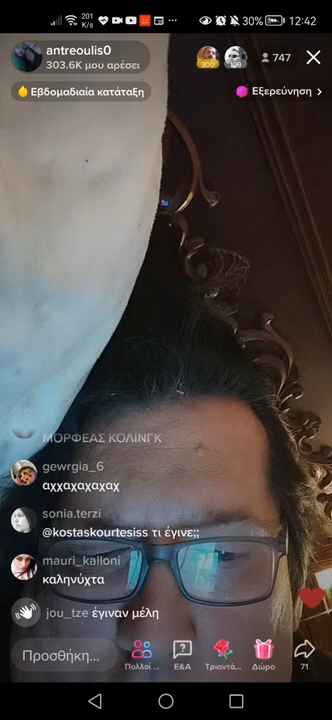 201
K/s
30%
12:42
antreoulis0
303.6K μου αρέσει
300
199
747
Εβδομαδιαία κατάταξη
Εξερεύνηση
ΜΟΡΦΕΑΣ ΚΟΛΙΝΓΚ
gewrgia_6
αχχαχαχαχαχ
sonia.terzi
@kostaskourtesiss τι έγινε;;
mauri_kalloni
καληνύχτα
jou_tze έγιναν μέλη
Προσθήκη...
Πολλοί ...
Ε&Α
Τριαντά...
Δώρο
71